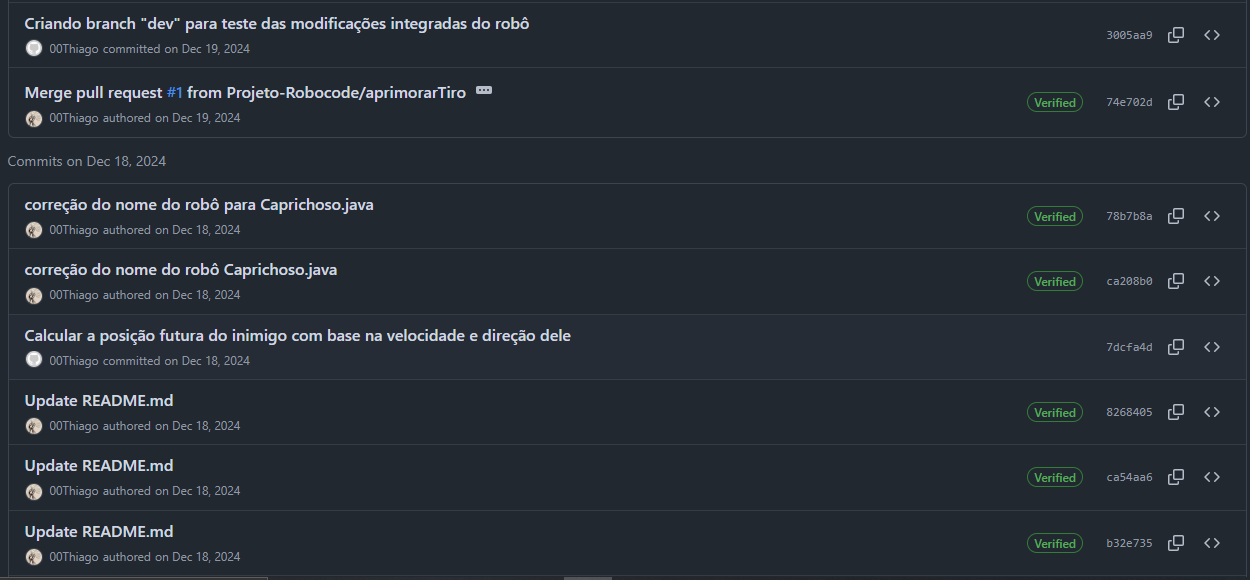 Criando branch "dev" para teste das modificações integradas do robô
00Thiago committed on Dec 19, 2024
3005aa9
Merge pull request #1 from Projeto-Robocode/aprimorarTiro
00Thiago authored on Dec 19, 2024
Verified
74e702d
Commits on Dec 18, 2024
correção do nome do robô para Caprichoso.java
00Thiago authored on Dec 18, 2024
Verified
78b7b8a
correção do nome do robô Caprichoso.java
00Thiago authored on Dec 18, 2024
Verified
ca208b0
Calcular a posição futura do inimigo com base na velocidade e direção dele
00Thiago committed on Dec 18, 2024
7dcfa4d
Update README.md
00Thiago authored on Dec 18, 2024
Verified
8268405
Update README.md
00Thiago authored on Dec 18, 2024
Verified
ca54aa6
Update README.md
00Thiago authored on Dec 18, 2024
Verified
b32e735